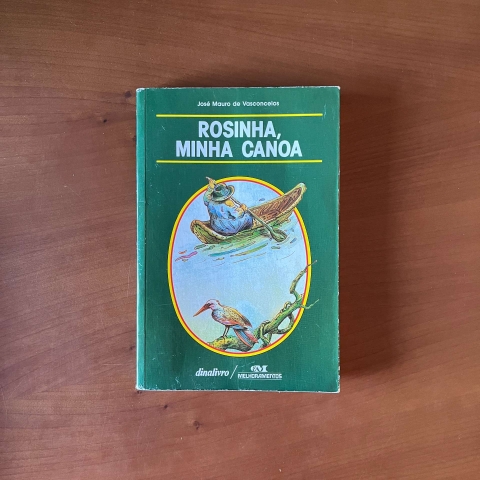 José Mauro de Vasconcelos
ROSINHA,
MINHA CANOA
dinalivro / MELHORAMENTOS